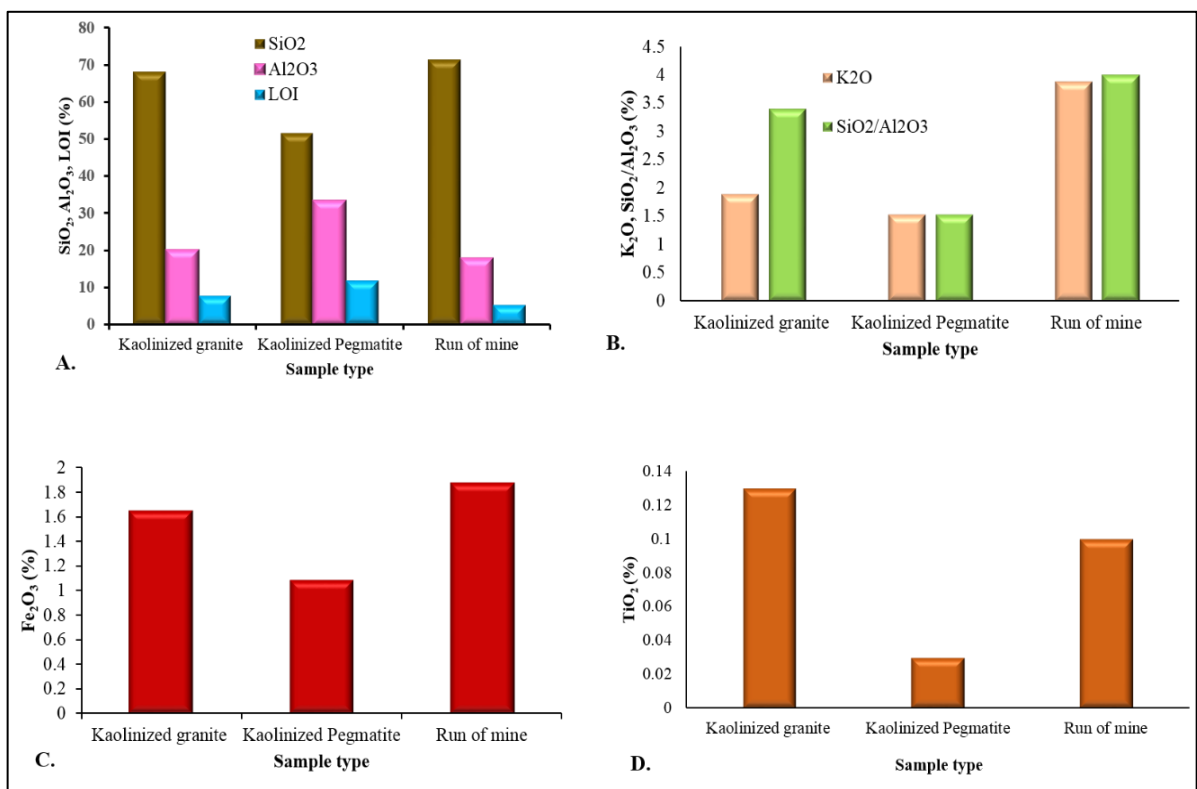 80
70
60
50
40
30
20
10
0
SiO2
Al2O3
LOI
SiO₂, Al₂O₃, LOI (%)
Kaolinized granite Kaolinized Pegmatite Run of mine
Sample type
A.
4.5
4
3.5
3
2.5
2
1.5
1
0.5
0
K2O
SiO2/Al2O3
K₂O, SiO₂/Al₂O₃ (%)
Kaolinized granite Kaolinized Pegmatite Run of mine
Sample type
B.
2
1.8
1.6
1.4
1.2
1
0.8
0.6
0.4
0.2
0
Fe₂O₃ (%)
Kaolinized granite Kaolinized Pegmatite Run of mine
Sample type
C.
0.14
0.12
0.1
0.08
0.06
0.04
0.02
0
TiO₂ (%)
Kaolinized granite Kaolinized Pegmatite Run of mine
Sample type
D.